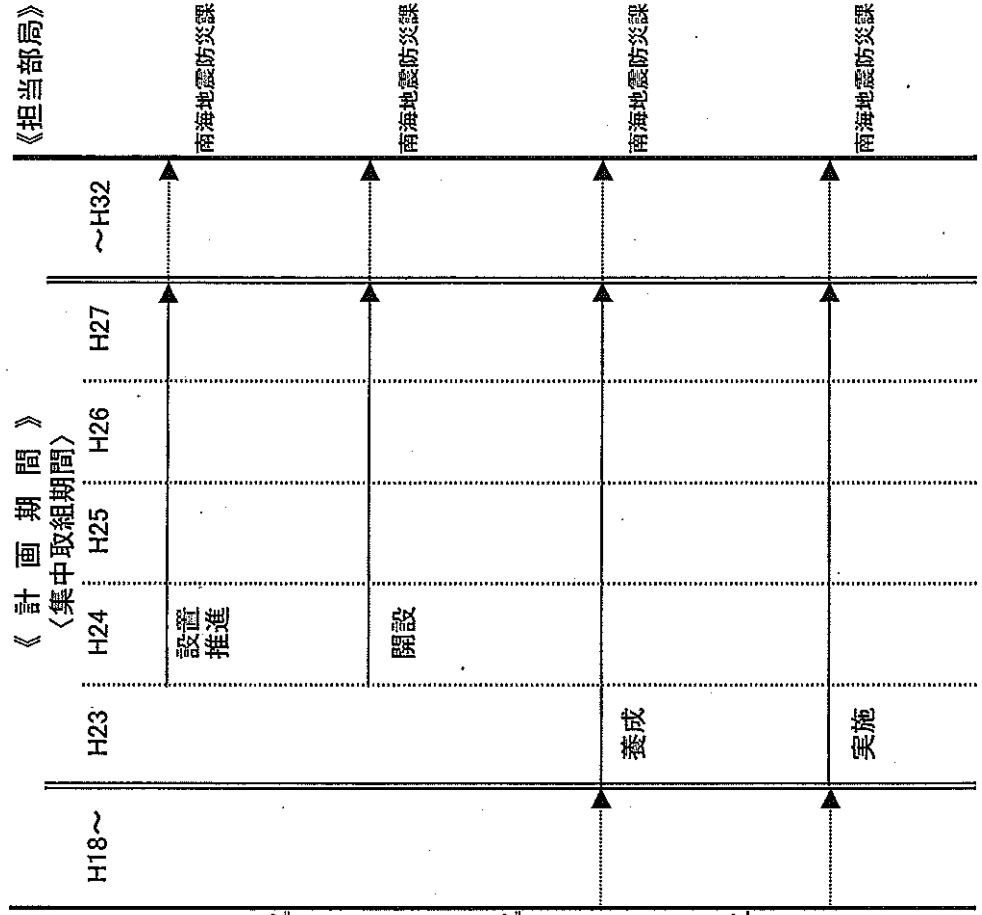 《 計 画 期 間 》
《担当部局》
〈集中取組期間〉
H18～
H23
H24
H25
H26
H27
～H32
設置
推進
南海地震防災課
開設
南海地震防災課
養成
南海地震防災課
実施
南海地震防災課